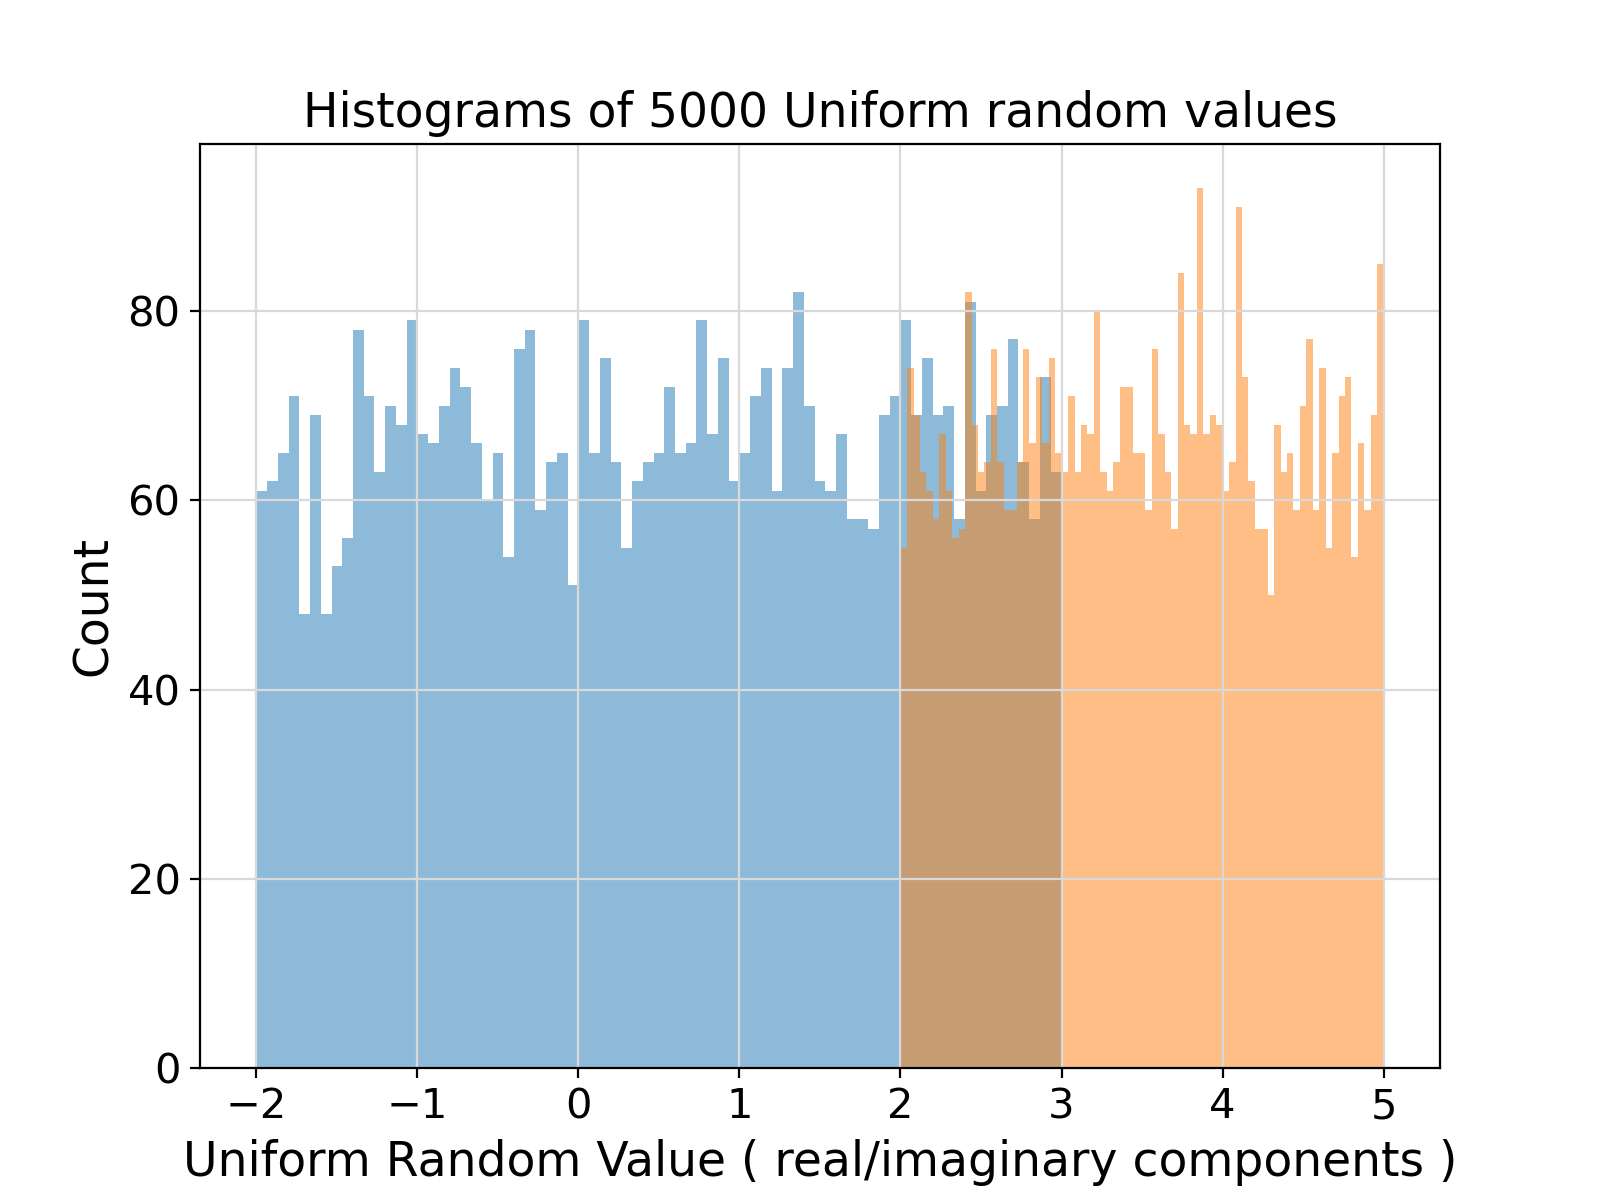 Histograms of 5000 Uniform random values
Count
80
60
40
20
0
−2 −1 0 1 2 3 4 5
Uniform Random Value ( real/imaginary components )